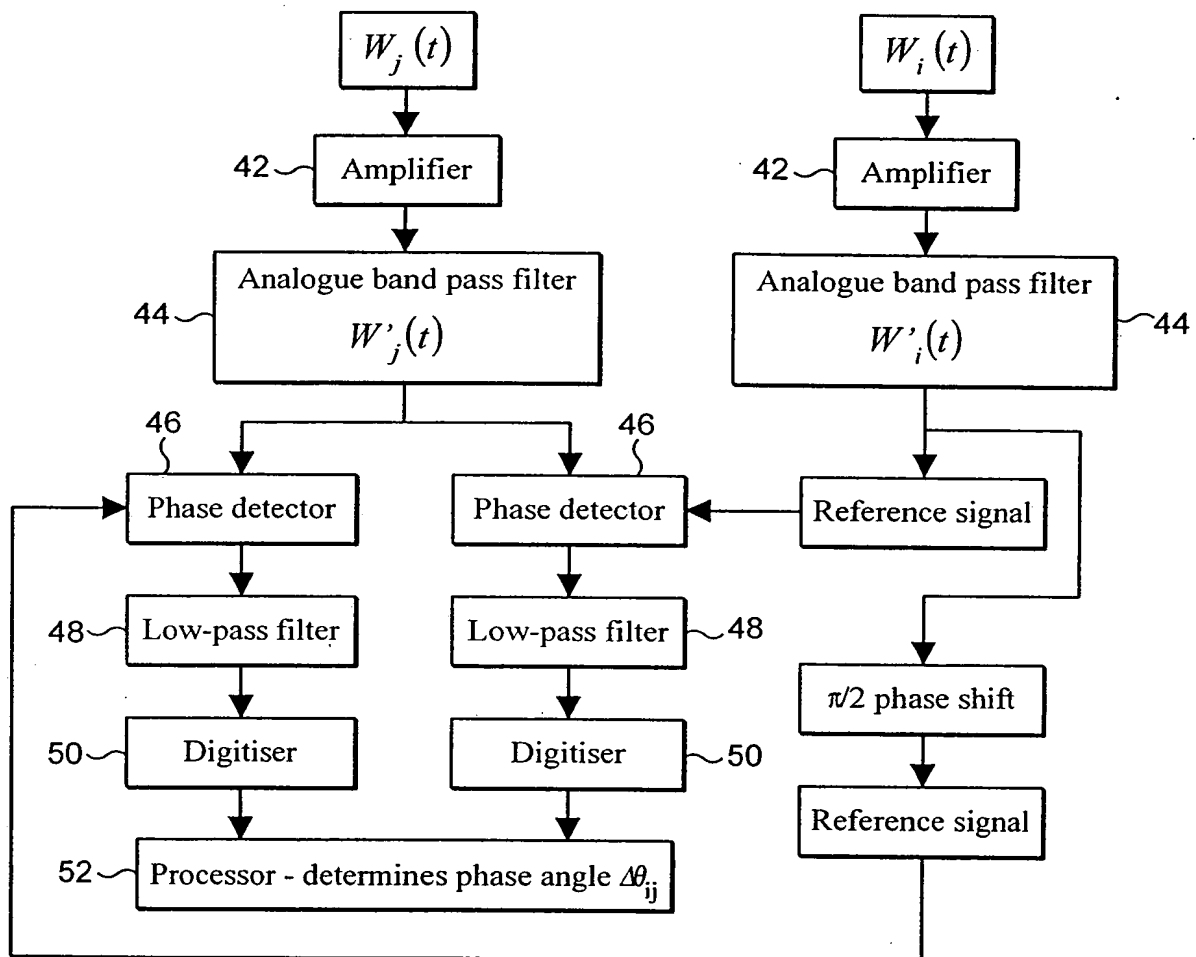 W_j (t)
W_i (t)
42
Amplifier
42
Amplifier
Analogue band pass filter
W’_j(t)
44
Analogue band pass filter
W’_i(t)
44
46
46
Phase detector
Phase detector
Reference signal
48
Low-pass filter
Low-pass filter
48
π/2 phase shift
50
Digitiser
Digitiser
50
Reference signal
52
Processor - determines phase angle Δθ_ij